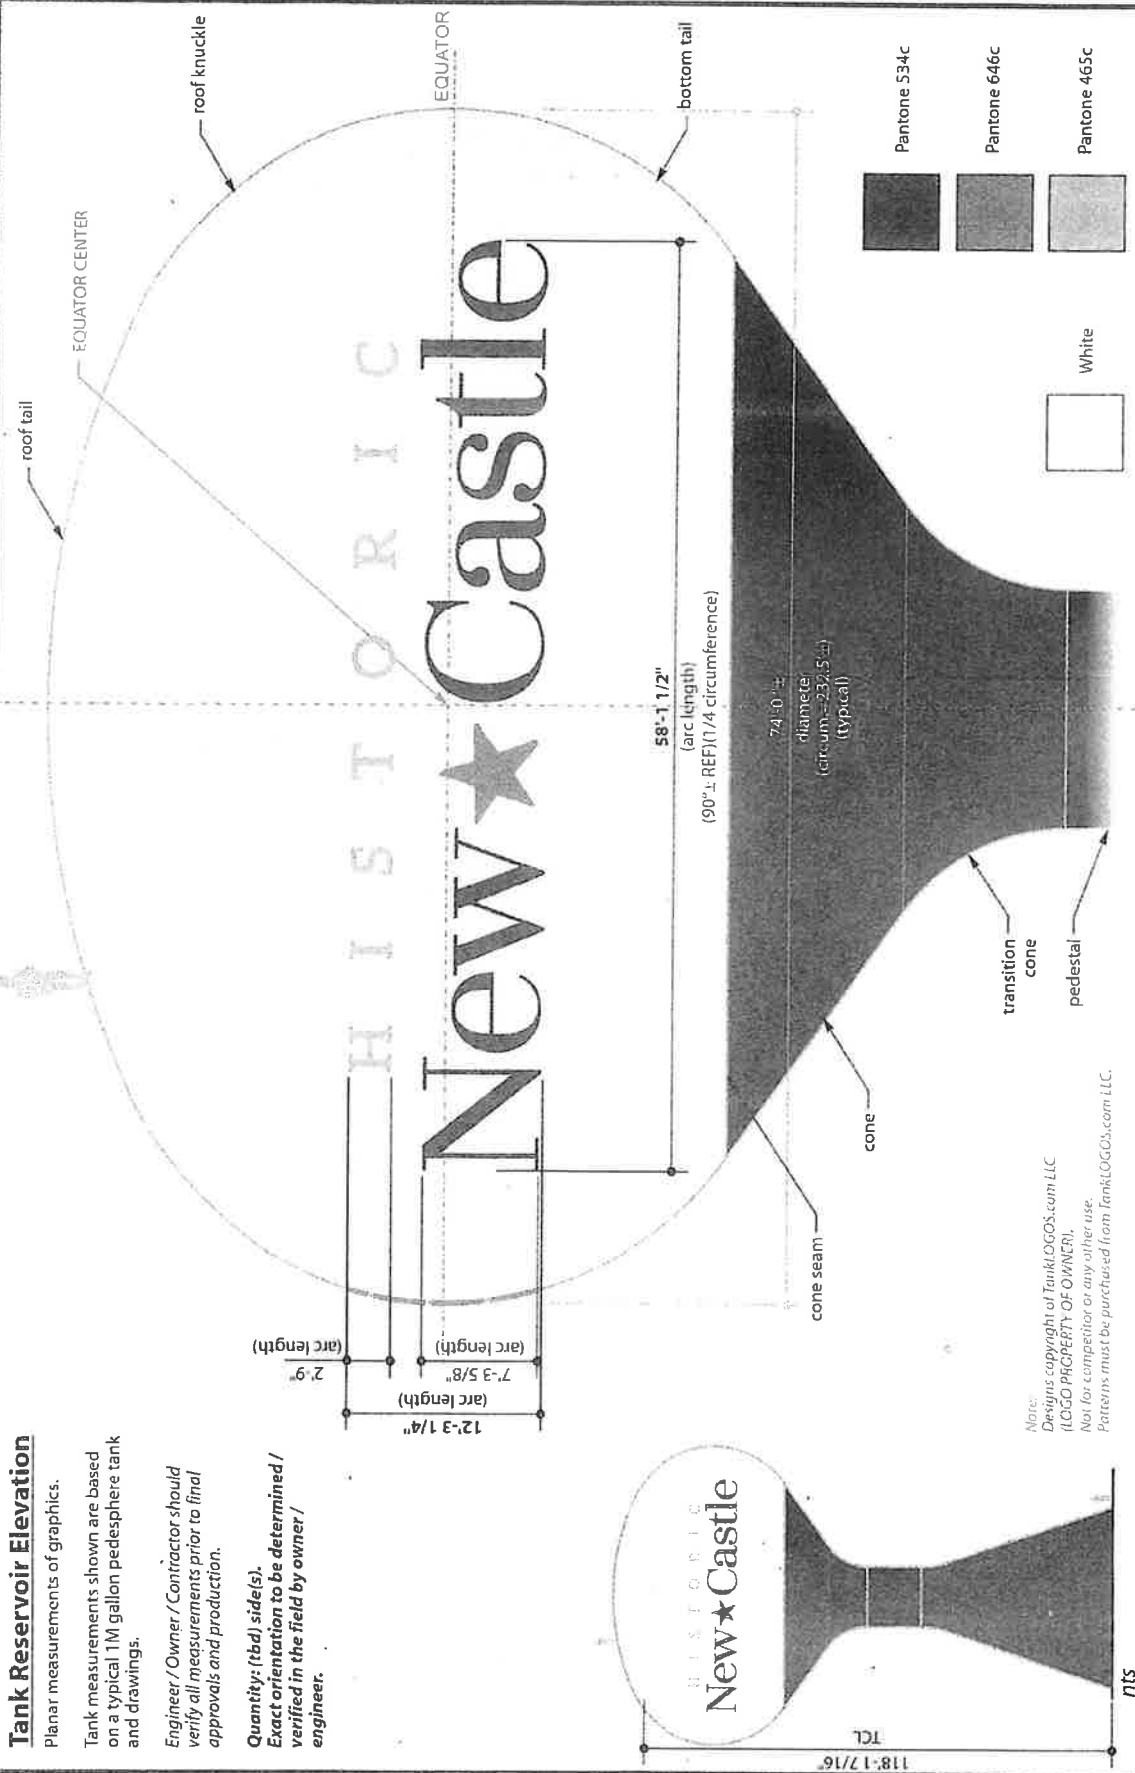 Tank Reservoir Elevation
Planar measurements of graphics.
Tank measurements shown are based
on a typical 1M gallon pedesphere tank
and drawings.
Engineer / Owner / Contractor should
verify all measurements prior to final
approvals and production.
Quantity: (tbd) side(s).
Exact orientation to be determined /
verified in the field by owner /
engineer.
roof tail
EQUATOR CENTER
roof knuckle
EQUATOR
bottom tail
HISTORIC
New★Castle
2'-9"
(arc length)
7'-3 5/8"
(arc length)
12'-3 1/4"
(arc length)
58'-1 1/2"
(arc length)
(90°± REF)(1/4 circumference)
74'-0"±
diameter
(circum.=232.5'±)
(typical)
cone seam
cone
transition
cone
pedestal
White
Pantone 534c
Pantone 646c
Pantone 465c
HISTORIC
New★Castle
118'-1 7/16"
TCL
nts
Note:
Designs copyright of TankLOGOS.com LLC
(LOGO PROPERTY OF OWNER).
Not for competitor or any other use.
Patterns must be purchased from TankLOGOS.com LLC.